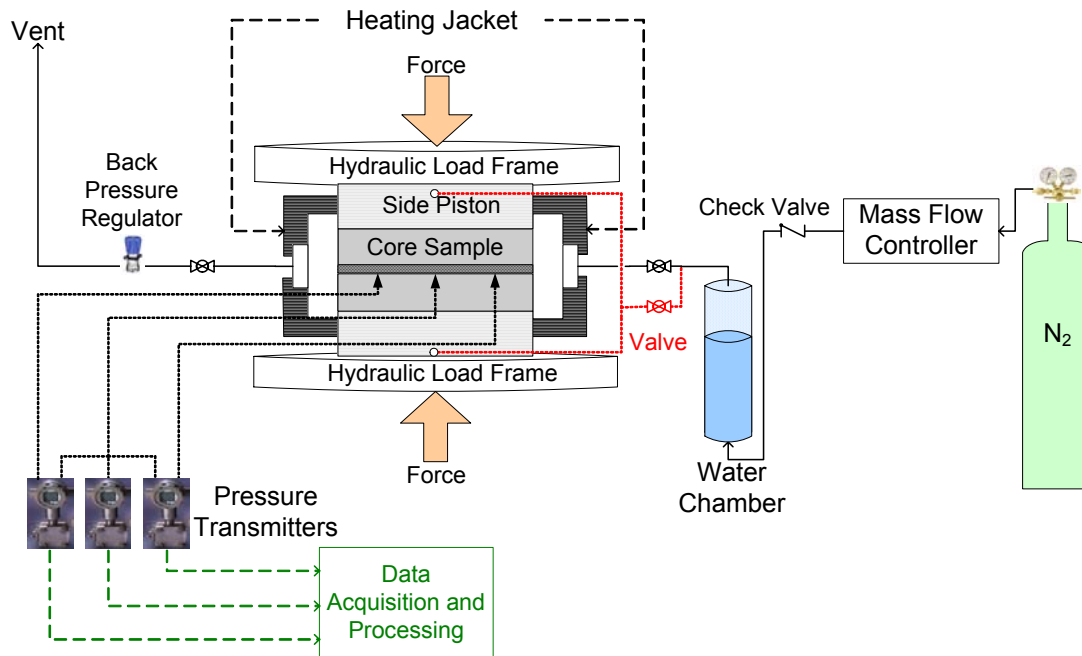 Heating Jacket
Vent
Force
Hydraulic Load Frame
Back
Pressure
Regulator
Side Piston
Check Valve
Mass Flow
Controller
Core Sample
Valve
N2
Hydraulic Load Frame
Force
Water
Chamber
Pressure
Transmitters
Data
Acquisition and
Processing